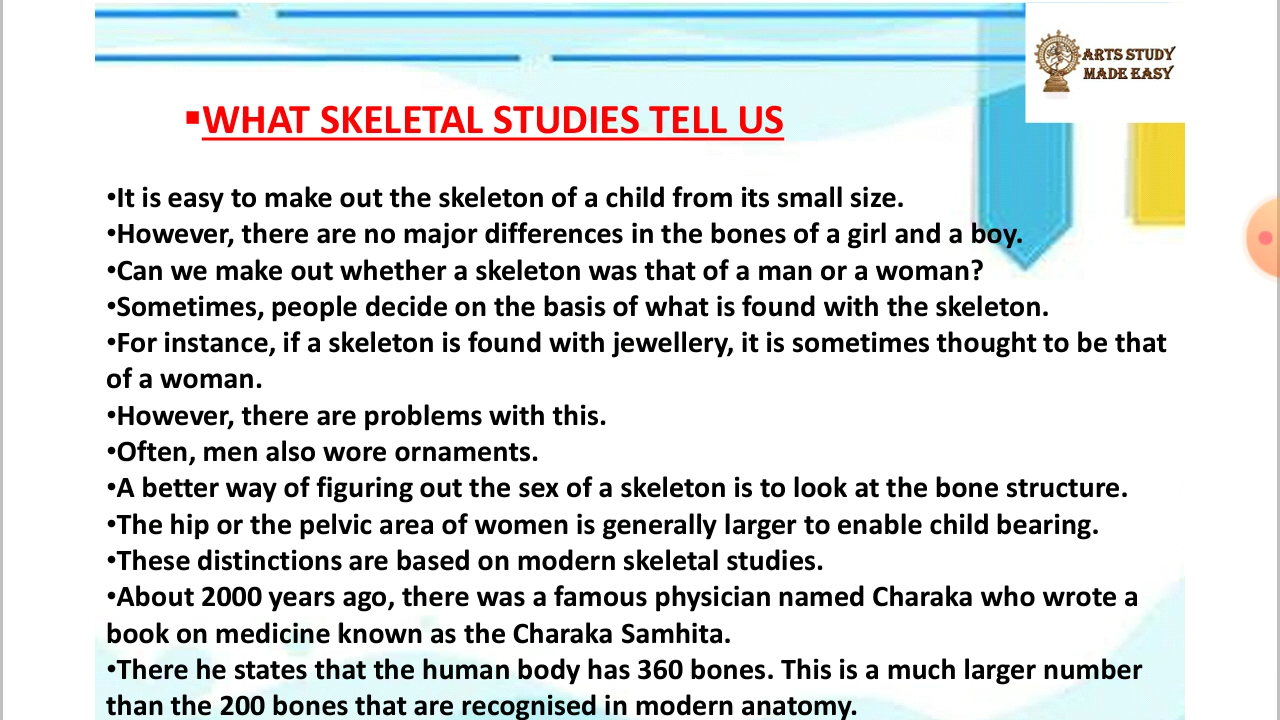 ARTS STUDY
MADE EASY
▪WHAT SKELETAL STUDIES TELL US
•It is easy to make out the skeleton of a child from its small size.
•However, there are no major differences in the bones of a girl and a boy.
•Can we make out whether a skeleton was that of a man or a woman?
•Sometimes, people decide on the basis of what is found with the skeleton.
•For instance, if a skeleton is found with jewellery, it is sometimes thought to be that
of a woman.
•However, there are problems with this.
•Often, men also wore ornaments.
•A better way of figuring out the sex of a skeleton is to look at the bone structure.
•The hip or the pelvic area of women is generally larger to enable child bearing.
•These distinctions are based on modern skeletal studies.
•About 2000 years ago, there was a famous physician named Charaka who wrote a
book on medicine known as the Charaka Samhita.
•There he states that the human body has 360 bones. This is a much larger number
than the 200 bones that are recognised in modern anatomy.